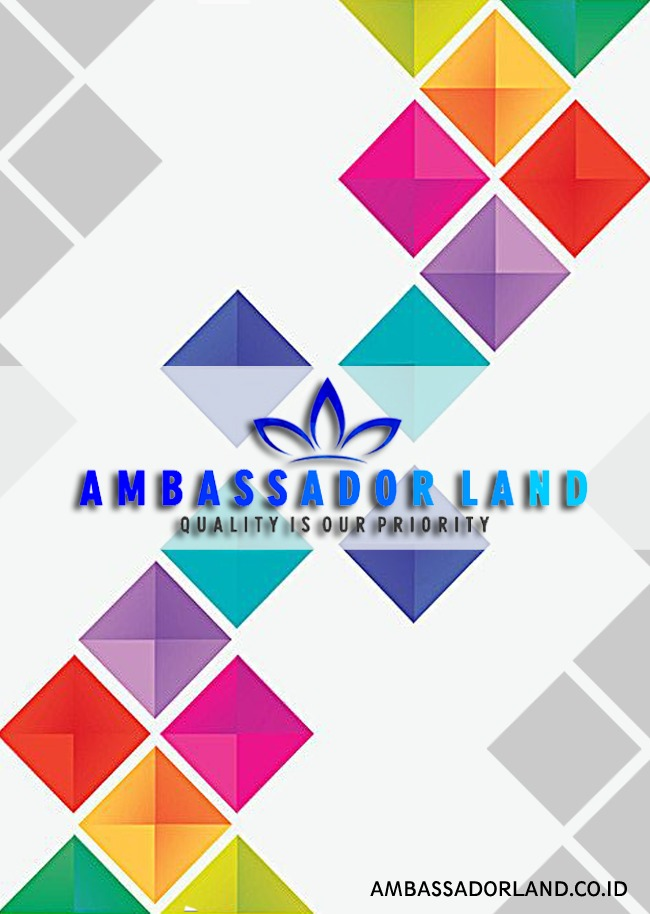 AMBASSADOR LAND
QUALITY IS OUR PRIORITY
AMBASSADORLAND.CO.ID